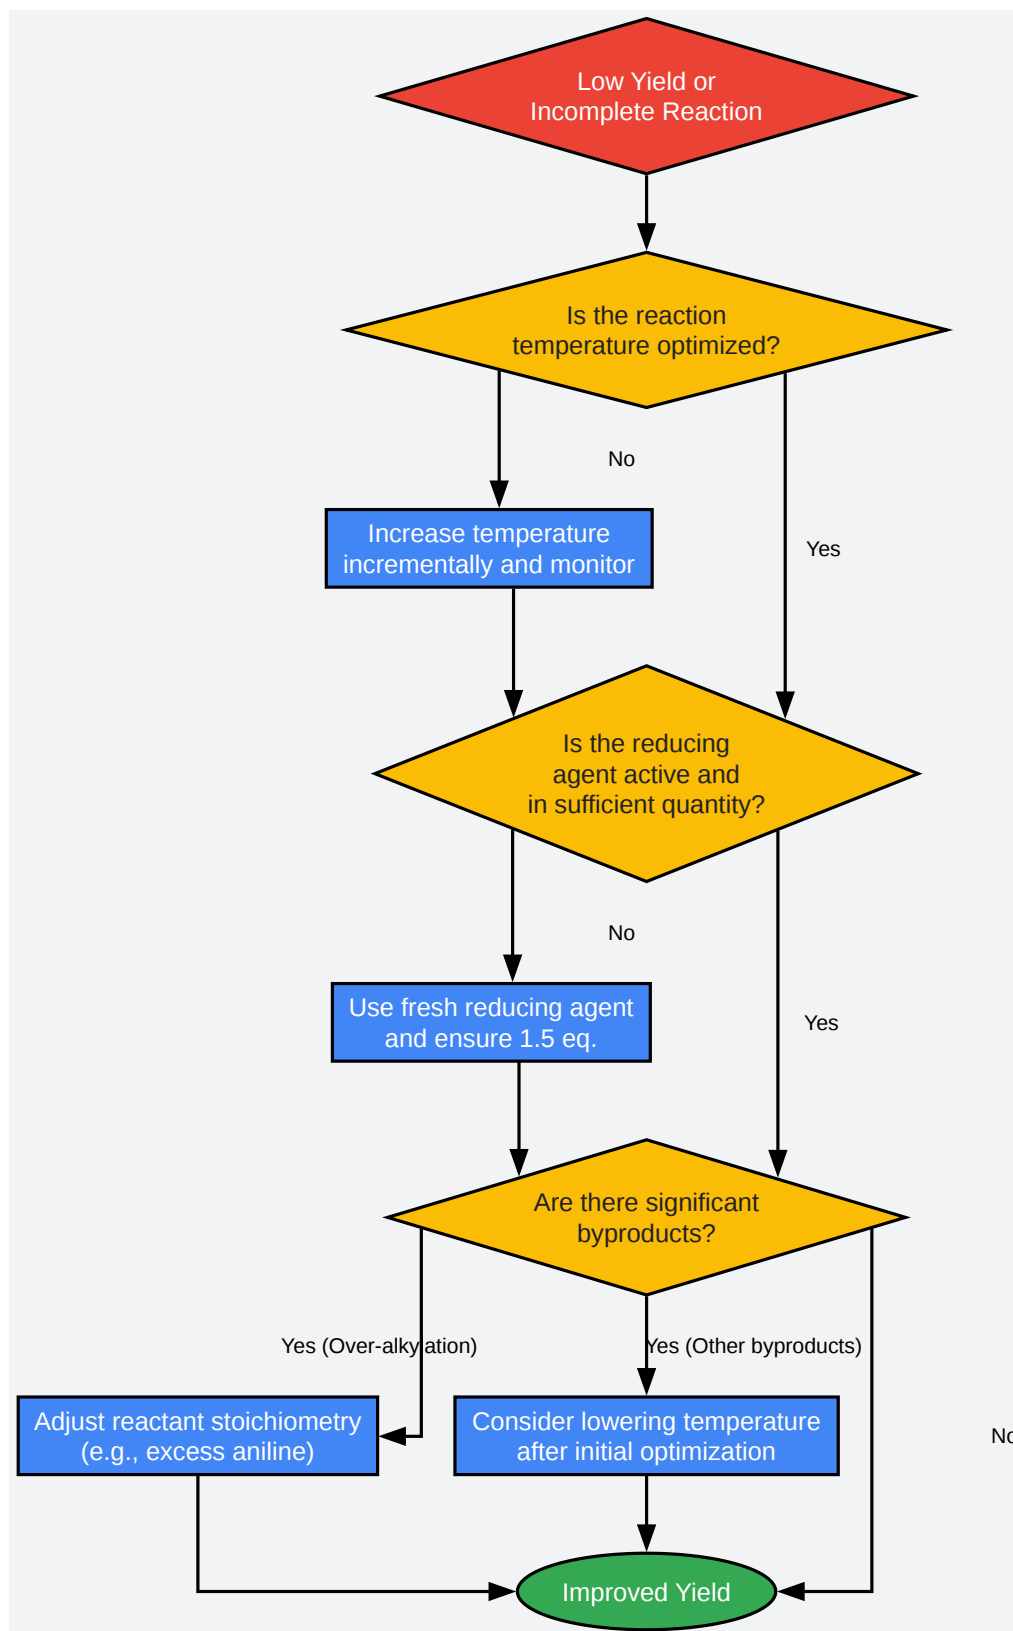 Low Yield or
Incomplete Reaction
Is the reaction
temperature optimized?
No
Increase temperature
incrementally and monitor
Yes
Is the reducing
agent active and
in sufficient quantity?
No
Use fresh reducing agent
and ensure 1.5 eq.
Yes
Are there significant
byproducts?
Yes (Over-alkylation)
Yes (Other byproducts)
Adjust reactant stoichiometry
(e.g., excess aniline)
Consider lowering temperature
after initial optimization
No
Improved Yield